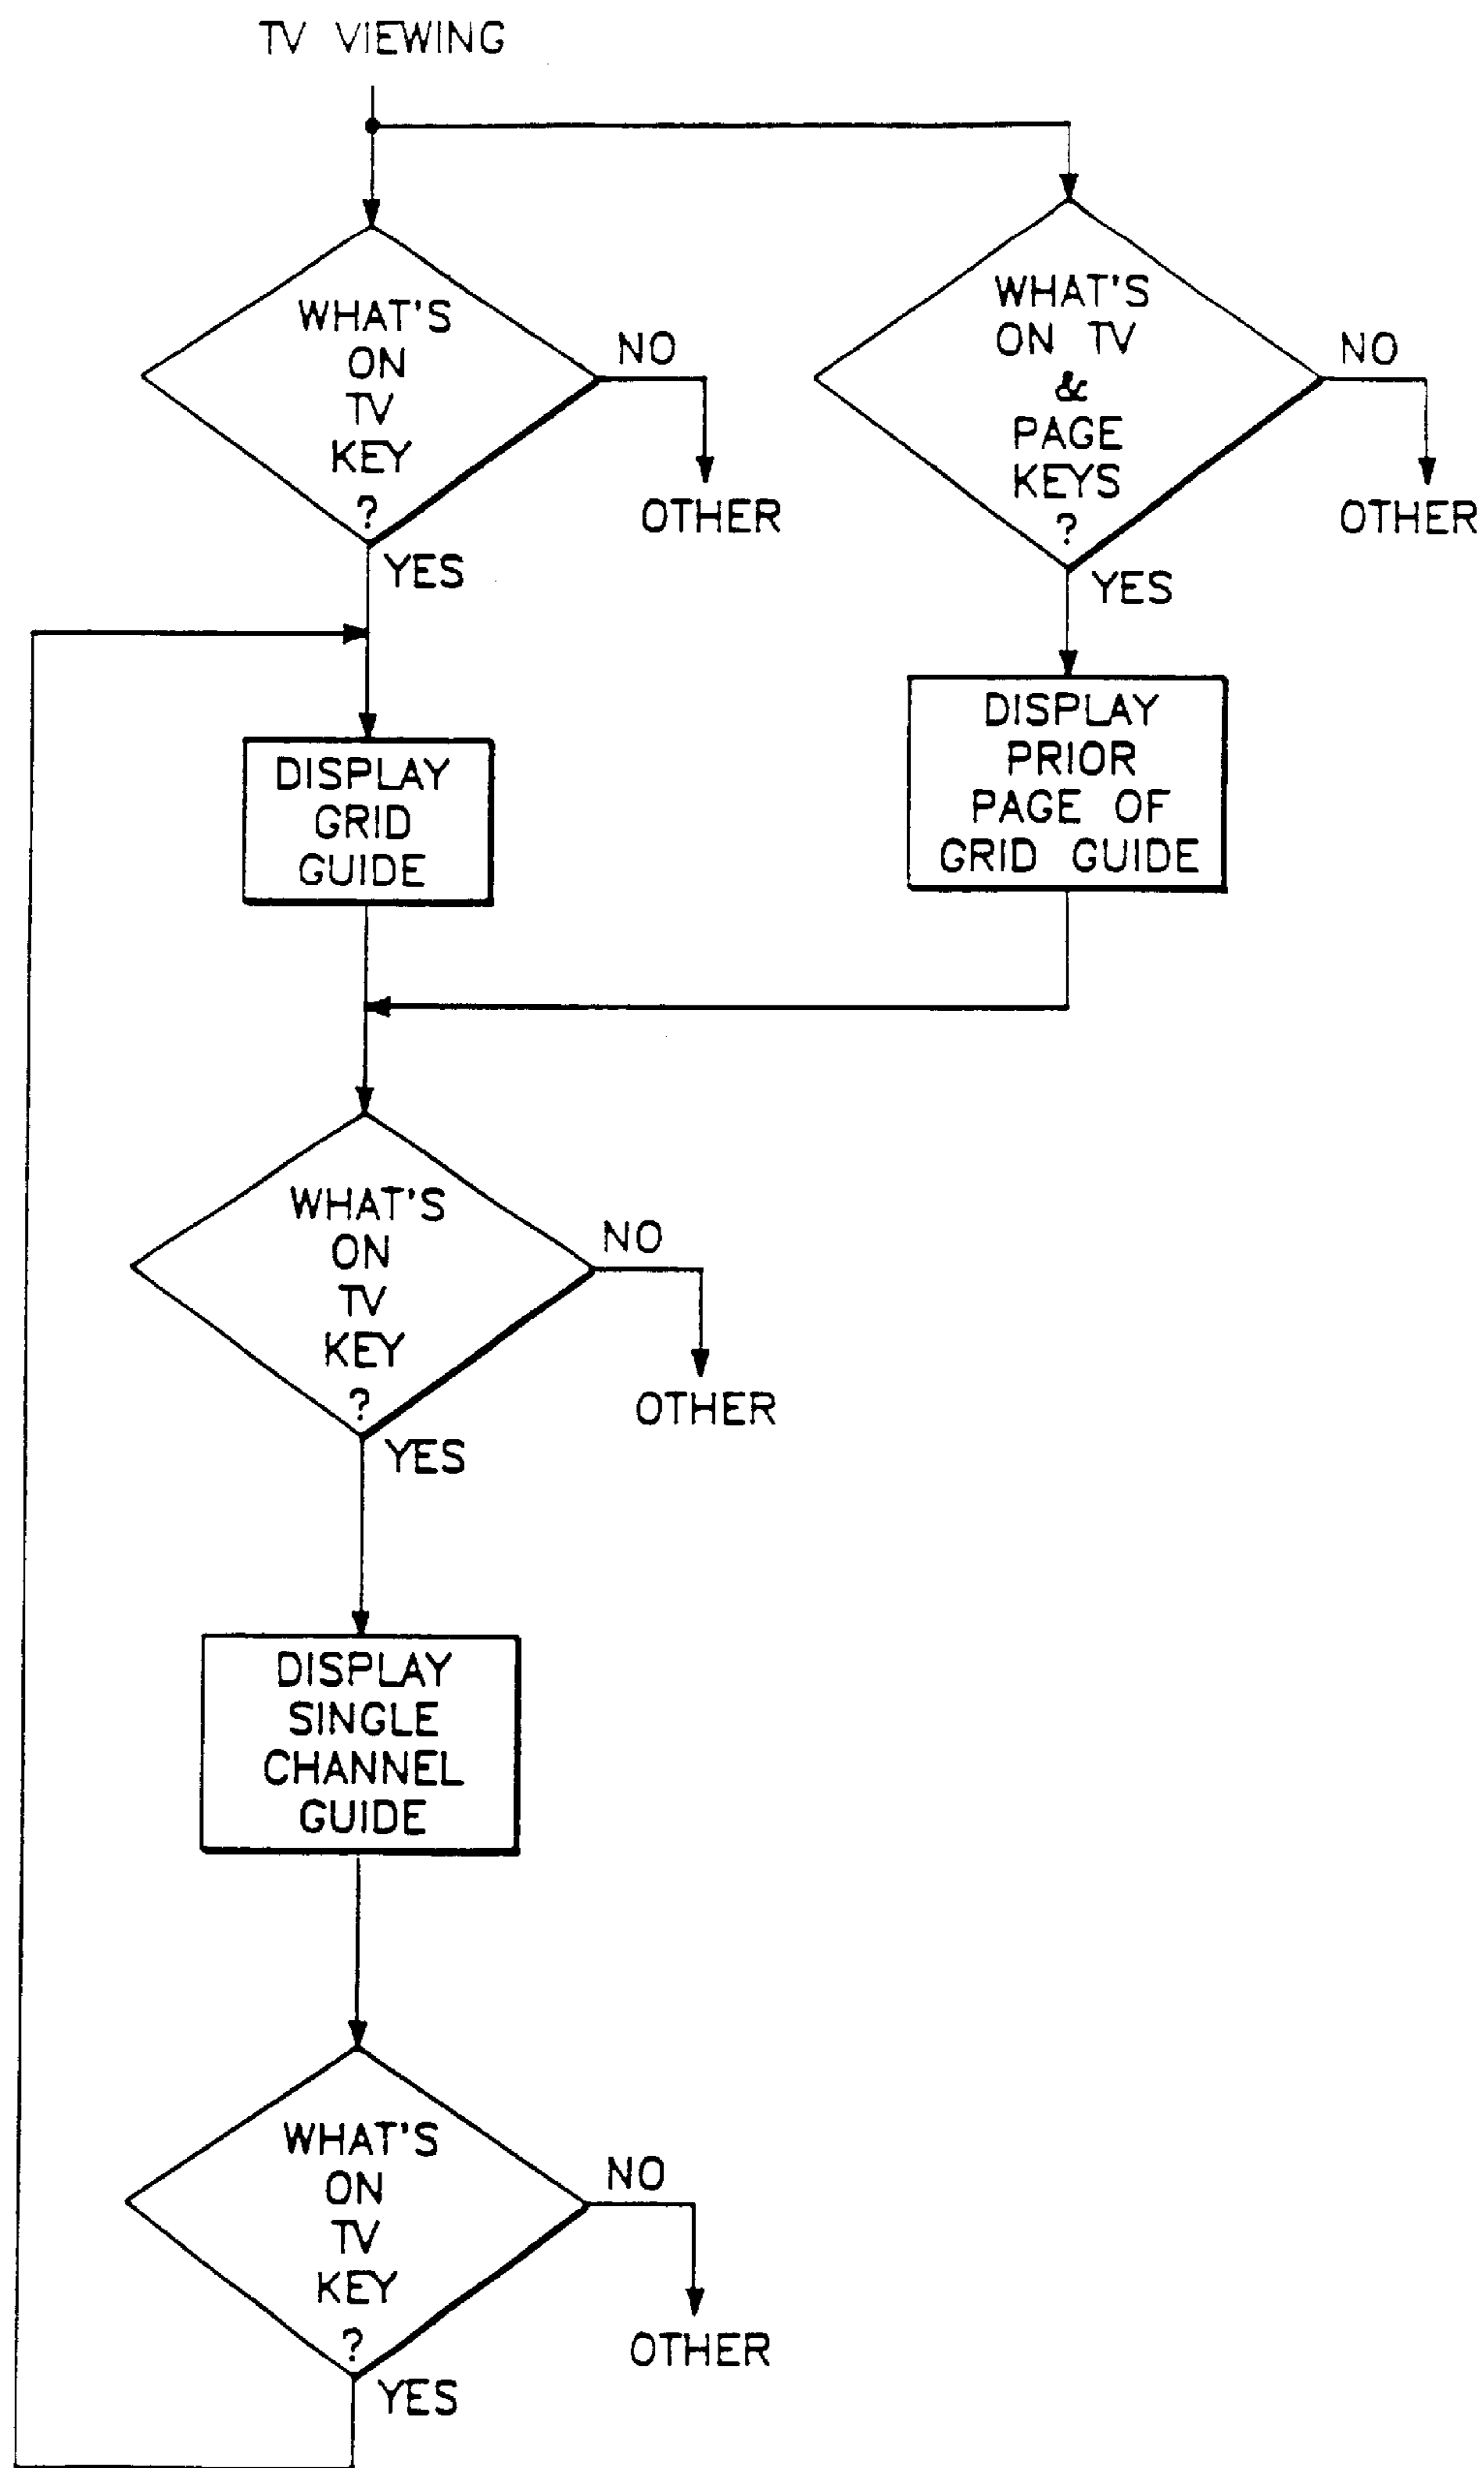 TV VIEWING
WHAT'S
ON
TV
KEY
?
NO
OTHER
YES
WHAT'S
ON TV
&
PAGE
KEYS
?
NO
OTHER
YES
DISPLAY
GRID
GUIDE
DISPLAY
PRIOR
PAGE OF
GRID GUIDE
WHAT'S
ON
TV
KEY
?
NO
OTHER
YES
DISPLAY
SINGLE
CHANNEL
GUIDE
WHAT'S
ON
TV
KEY
?
NO
OTHER
YES